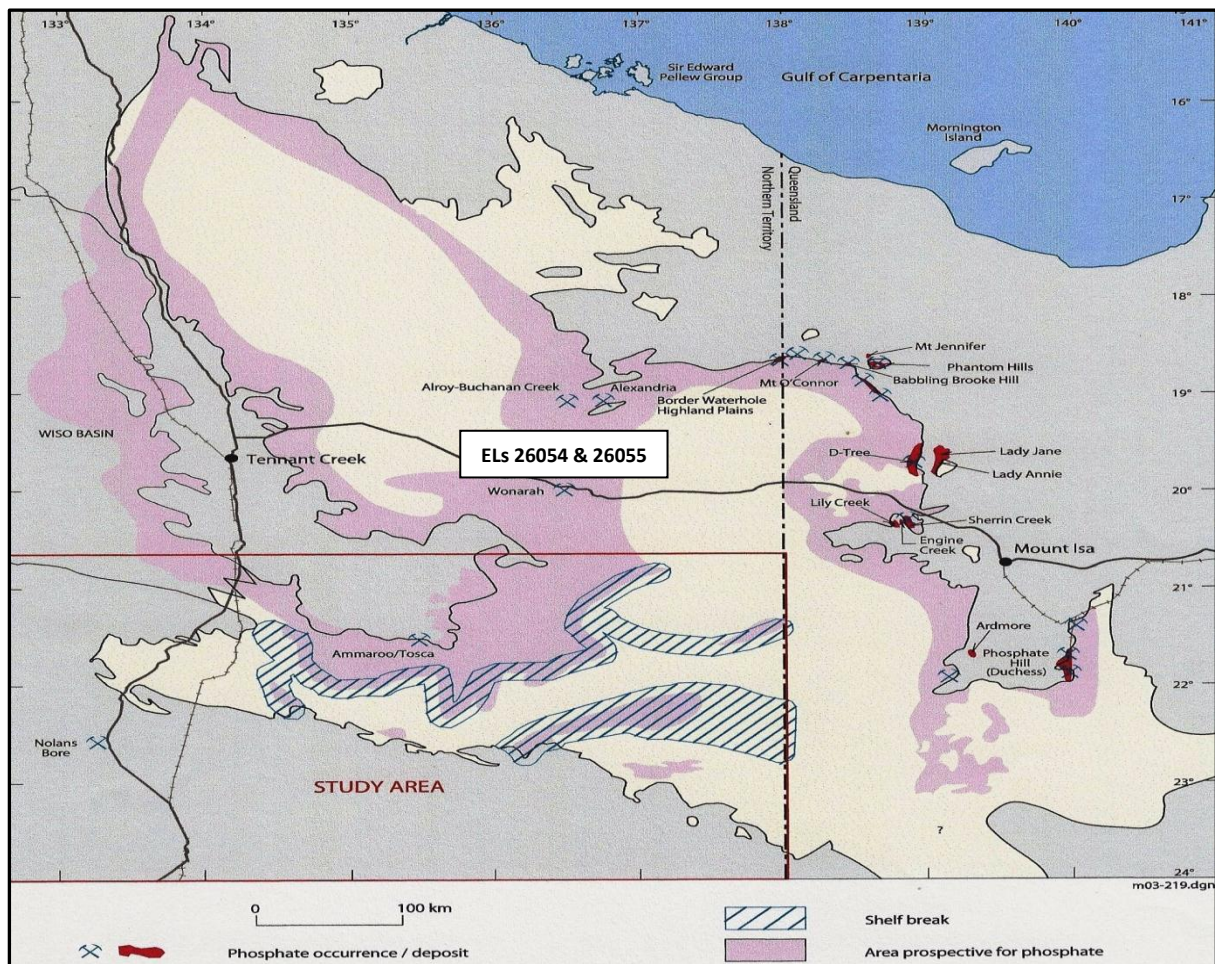 133°
134°
135°
136°
137°
138°
139°
140°
141°
Sir Edward
Pellew Group
Gulf of Carpentaria
16°
Mornington
Island
17°
Northern Territory
Queensland
18°
Mt Jennifer
Phantom Hills
Babbling Brooke Hill
Mt O'Connor
Alroy-Buchanan Creek
Alexandria
Border Waterhole
Highland Plains
19°
WISO BASIN
Tennant Creek
ELs 26054 & 26055
D-Tree
Lady Jane
Lady Annie
Wonarah
20°
Lily Creek
Sherrin Creek
Engine
Creek
Mount Isa
21°
Ammaroo/Tosca
Ardmore
Phosphate
Hill
(Duchess)
22°
Nolans
Bore
STUDY AREA
23°
?
24°
m03-219.dgn
0
100 km
Shelf break
Phosphate occurrence / deposit
Area prospective for phosphate